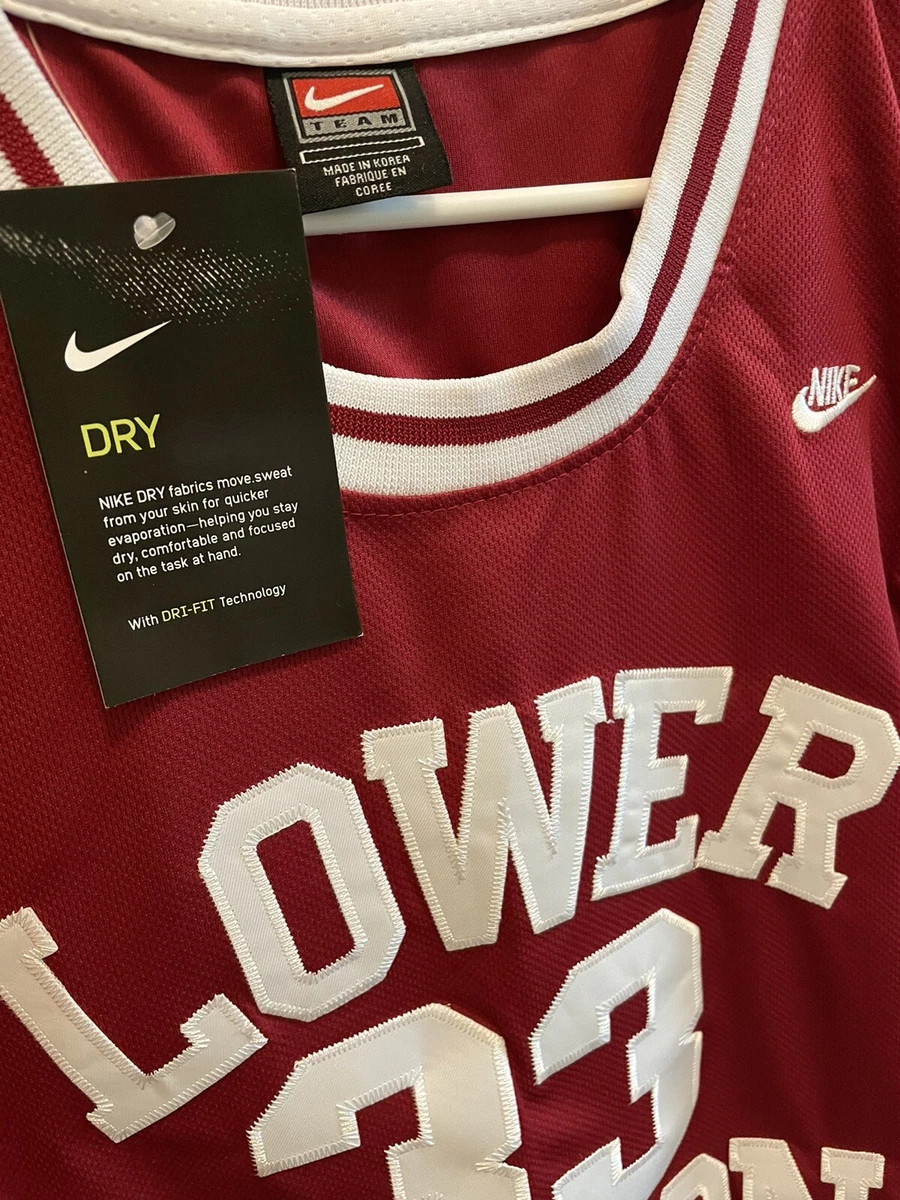 TEAM
MADE IN KOREA
FABRIQUE EN
COREE
DRY
NIKE DRY fabrics move.sweat
from your skin for quicker
evaporation—helping you stay
dry, comfortable and focused
on the task at hand.
With DRI-FIT Technology
NIKE
LOWER
33